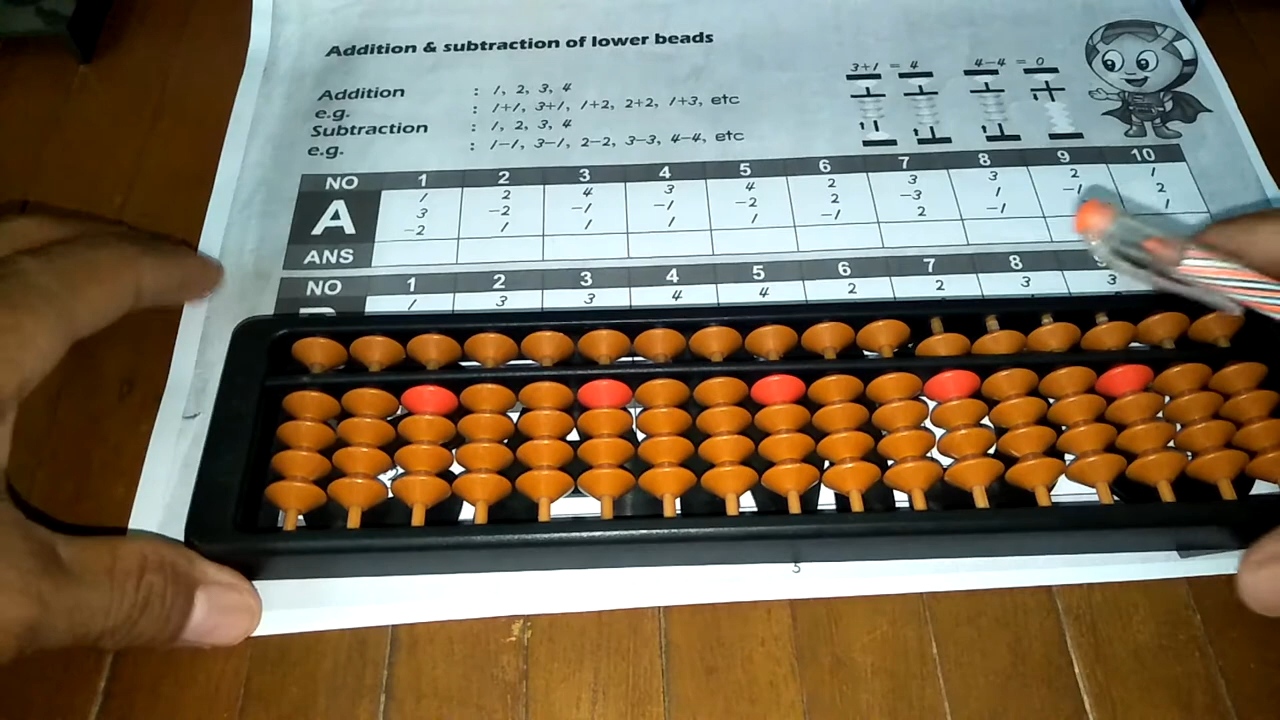 Addition & subtraction of lower beads
3+1 = 4 4-4 = 0
Addition : 1, 2, 3, 4
e.g. : 1+1, 3+1, 1+2, 2+2, 1+3, etc
Subtraction : 1, 2, 3, 4
e.g. : 1-1, 3-1, 2-2, 3-3, 4-4, etc
NO 1 2 3 4 5 6 7 8 9 10
A
1 2 4 3 4 2 3 3 2 1
3 -2 -1 -1 -2 2 -3 1 -1 2
-2 1 1 1 1 -1 2 -1 1
ANS
NO 1 2 3 4 5 6 7 8
1 3 3 4 4 2 2 3 3
5